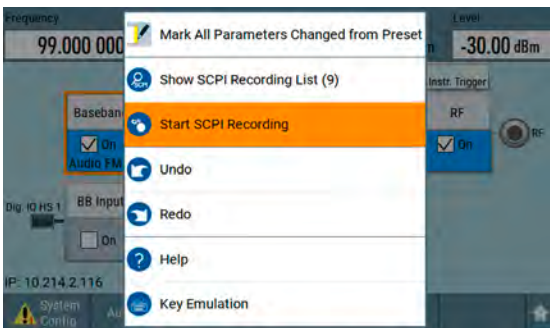 Frequency
Level
99.000 000
-30.00 dBm
Mark All Parameters Changed from Preset
Show SCPI Recording List (9)
Instr. Trigger
Start SCPI Recording
Baseban
RF
RF
On
On
Audio FM
Undo
Dig. IQ HS 1
BB Input
Redo
On
Help
IP: 10.214.2.116
Key Emulation
System
Config
Au